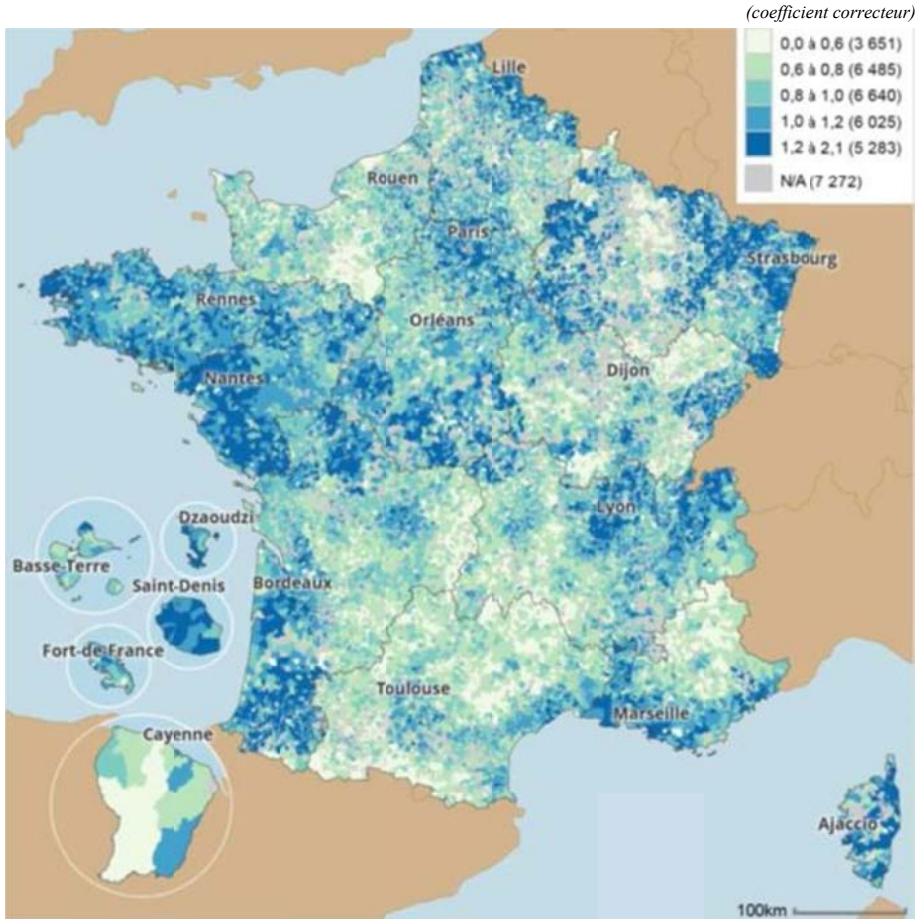 (coefficient correcteur)
0,0 à 0,6 (3 651)
0,6 à 0,8 (6 485)
0,8 à 1,0 (6 640)
1,0 à 1,2 (6 025)
1,2 à 2,1 (5 283)
N/A (7 272)
Lille
Rouen
Paris
Strasbourg
Rennes
Orléans
Dijon
Nantes
Lyon
Dzaoudzi
Basse-Terre
Saint-Denis
Bordeaux
Fort-de-France
Toulouse
Marseille
Cayenne
Ajaccio
100km